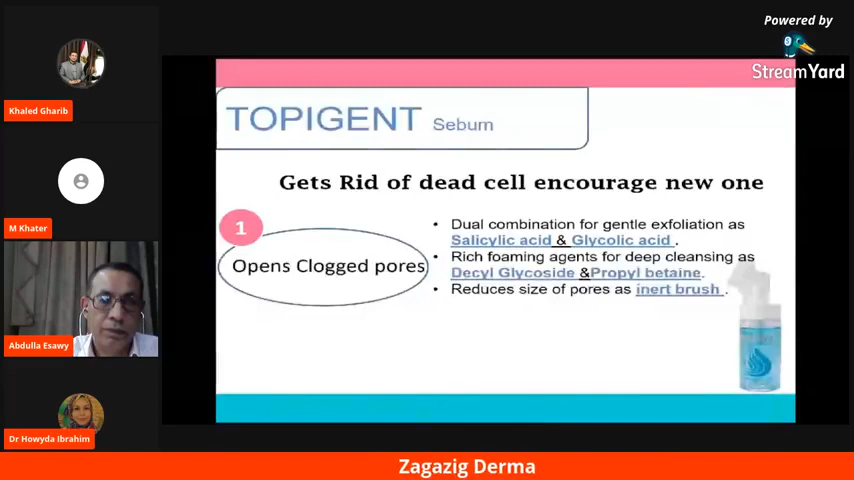 Powered by
StreamYard
Khaled Gharib
M Khater
Abdulla Esawy
Dr Howyda Ibrahim
TOPIGENT Sebum
Gets Rid of dead cell encourage new one
1
Opens Clogged pores
• Dual combination for gentle exfoliation as
Salicylic acid & Glycolic acid .
• Rich foaming agents for deep cleansing as
Decyl Glycoside &Propyl betaine.
• Reduces size of pores as inert brush .
Zagazig Derma